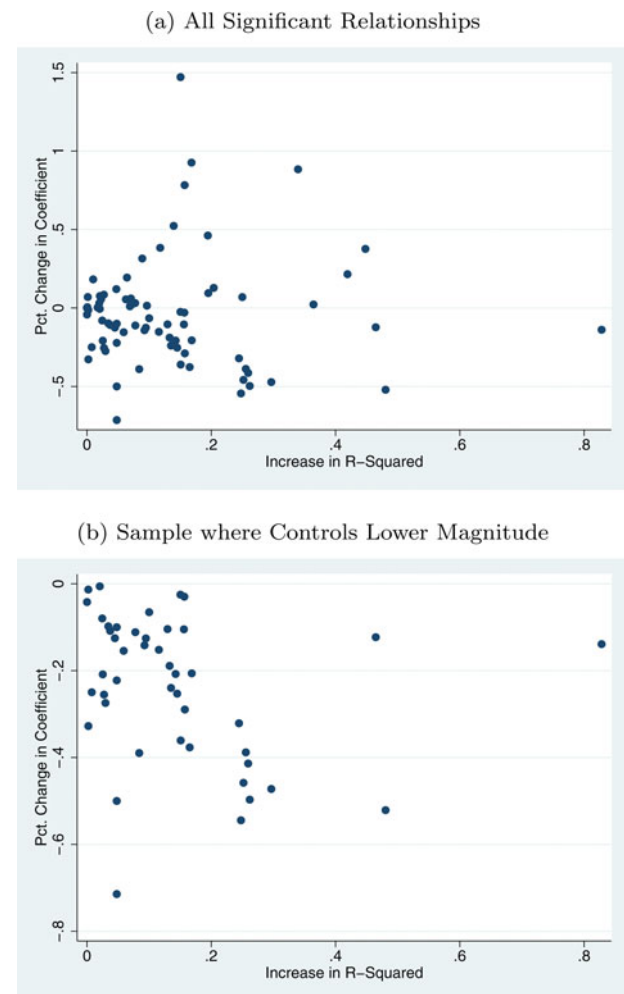 (a) All Significant Relationships
1.5
1
.5
0
-.5
Pct. Change in Coefficient
0 .2 .4 .6 .8
Increase in R-Squared
(b) Sample where Controls Lower Magnitude
0
-.2
-.4
-.6
-.8
Pct. Change in Coefficient
0 .2 .4 .6 .8
Increase in R-Squared